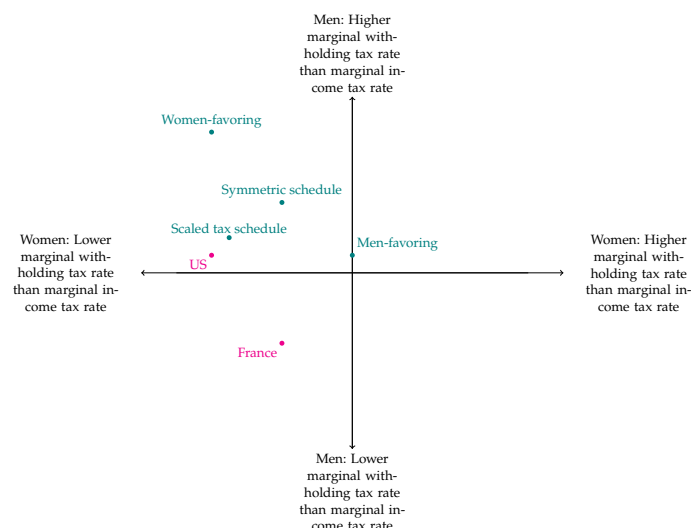 Men: Higher
marginal with-
holding tax rate
than marginal in-
come tax rate
Women-favoring
Symmetric schedule
Scaled tax schedule
Men-favoring
US
Women: Lower
marginal with-
holding tax rate
than marginal in-
come tax rate
Women: Higher
marginal with-
holding tax rate
than marginal in-
come tax rate
France
Men: Lower
marginal with-
holding tax rate
than marginal in-
come tax rate